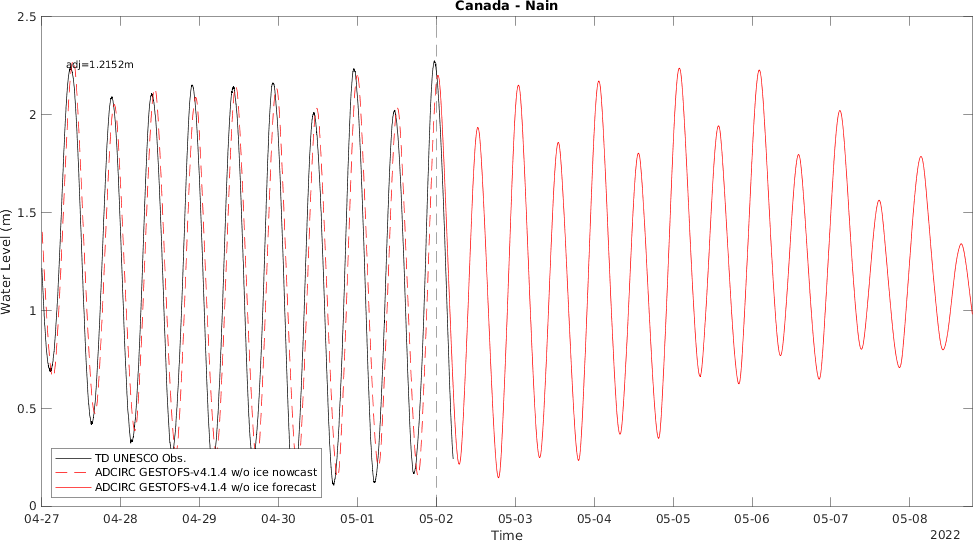 Canada - Nain
2.5
adj=1.2152m
2
1.5
Water Level (m)
1
0.5
TD UNESCO Obs.
ADCIRC GESTOFS-v4.1.4 w/o ice nowcast
ADCIRC GESTOFS-v4.1.4 w/o ice forecast
0
04-27 04-28 04-29 04-30 05-01 05-02 05-03 05-04 05-05 05-06 05-07 05-08
Time
2022